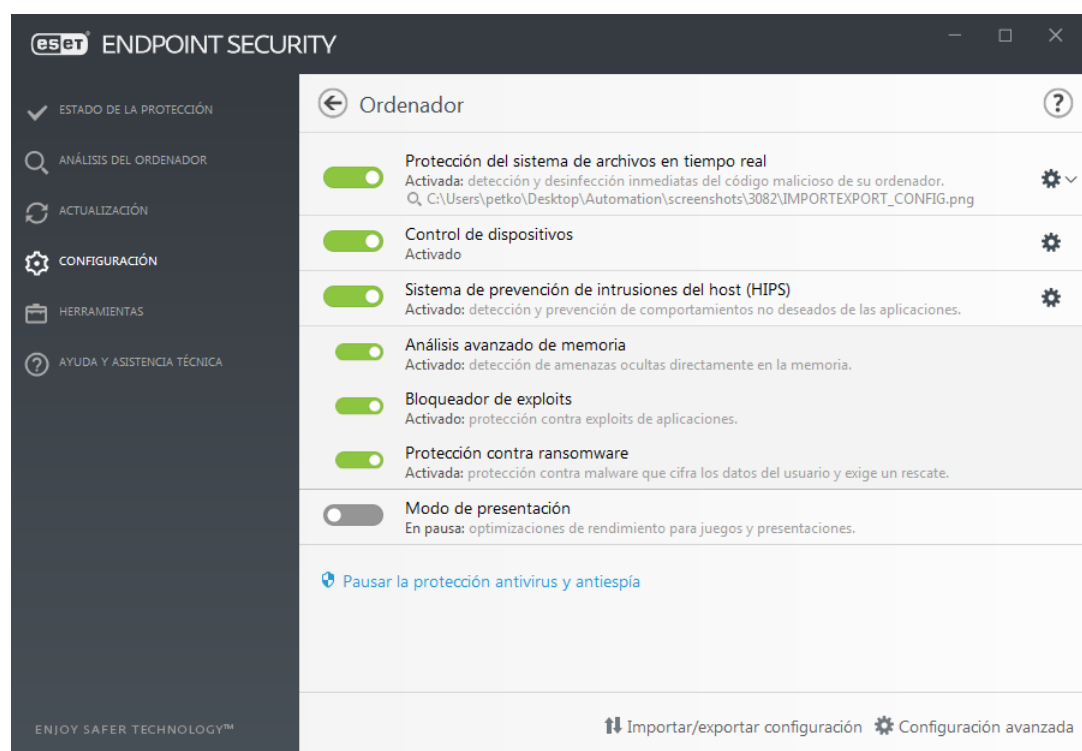 eset ENDPOINT SECURITY
ESTADO DE LA PROTECCIÓN
ANÁLISIS DEL ORDENADOR
ACTUALIZACIÓN
CONFIGURACIÓN
HERRAMIENTAS
AYUDA Y ASISTENCIA TÉCNICA
ENJOY SAFER TECHNOLOGY™
Ordenador
?
Protección del sistema de archivos en tiempo real
Activada: detección y desinfección inmediatas del código malicioso de su ordenador.
C:\Users\petko\Desktop\Automation\screenshots\3082\IMPORTEXPORT_CONFIG.png
Control de dispositivos
Activado
Sistema de prevención de intrusiones del host (HIPS)
Activado: detección y prevención de comportamientos no deseados de las aplicaciones.
Análisis avanzado de memoria
Activado: detección de amenazas ocultas directamente en la memoria.
Bloqueador de exploits
Activado: protección contra exploits de aplicaciones.
Protección contra ransomware
Activada: protección contra malware que cifra los datos del usuario y exige un rescate.
Modo de presentación
En pausa: optimizaciones de rendimiento para juegos y presentaciones.
Pausar la protección antivirus y antiespía
Importar/exportar configuración Configuración avanzada